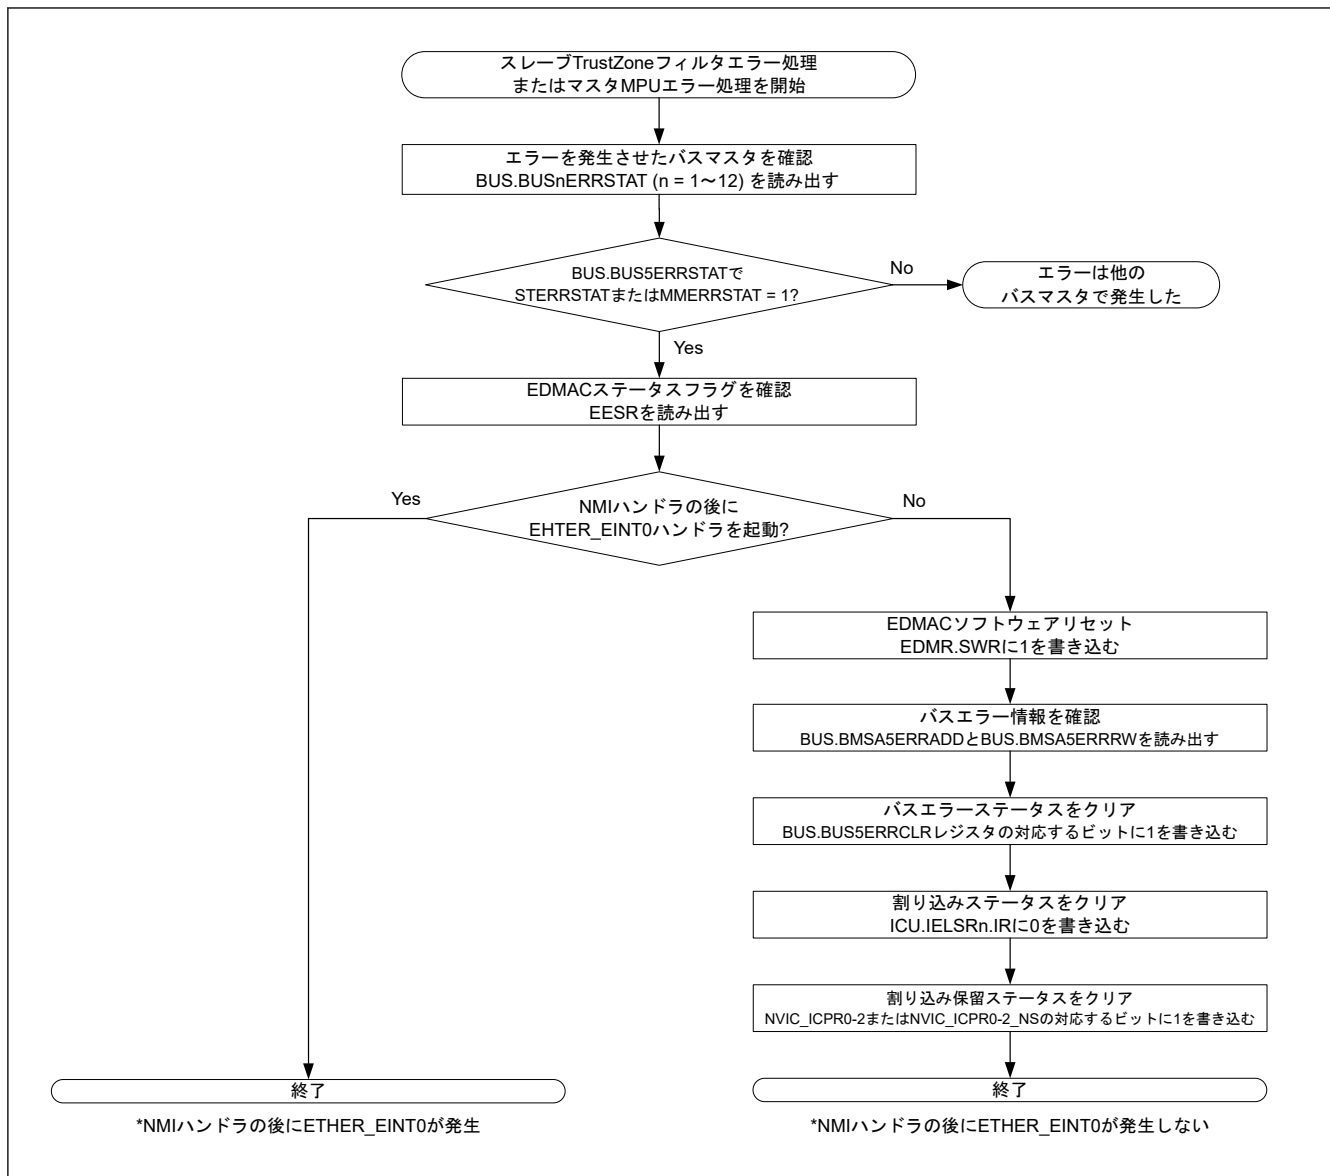 スレーブTrustZoneフィルタエラー処理
またはマスタMPUエラー処理を開始
エラーを発生させたバスマスタを確認
BUS.BUSnERRSTAT (n = 1～12) を読み出す
BUS.BUS5ERRSTATで
STERRSTATまたはMMERRSTAT = 1?
No
エラーは他の
バスマスタで発生した
Yes
EDMACステータスフラグを確認
EESRを読み出す
Yes
NMIハンドラの後に
EHTER_EINT0ハンドラを起動?
No
EDMACソフトウェアリセット
EDMR.SWRに1を書き込む
バスエラー情報を確認
BUS.BMSA5ERRADDとBUS.BMSA5ERRRWを読み出す
バスエラーステータスをクリア
BUS.BUS5ERRCLRレジスタの対応するビットに1を書き込む
割り込みステータスをクリア
ICU.IELSRn.IRに0を書き込む
割り込み保留ステータスをクリア
NVIC_ICPR0-2またはNVIC_ICPR0-2_NSの対応するビットに1を書き込む
終了
*NMIハンドラの後にETHER_EINT0が発生
終了
*NMIハンドラの後にETHER_EINT0が発生しない